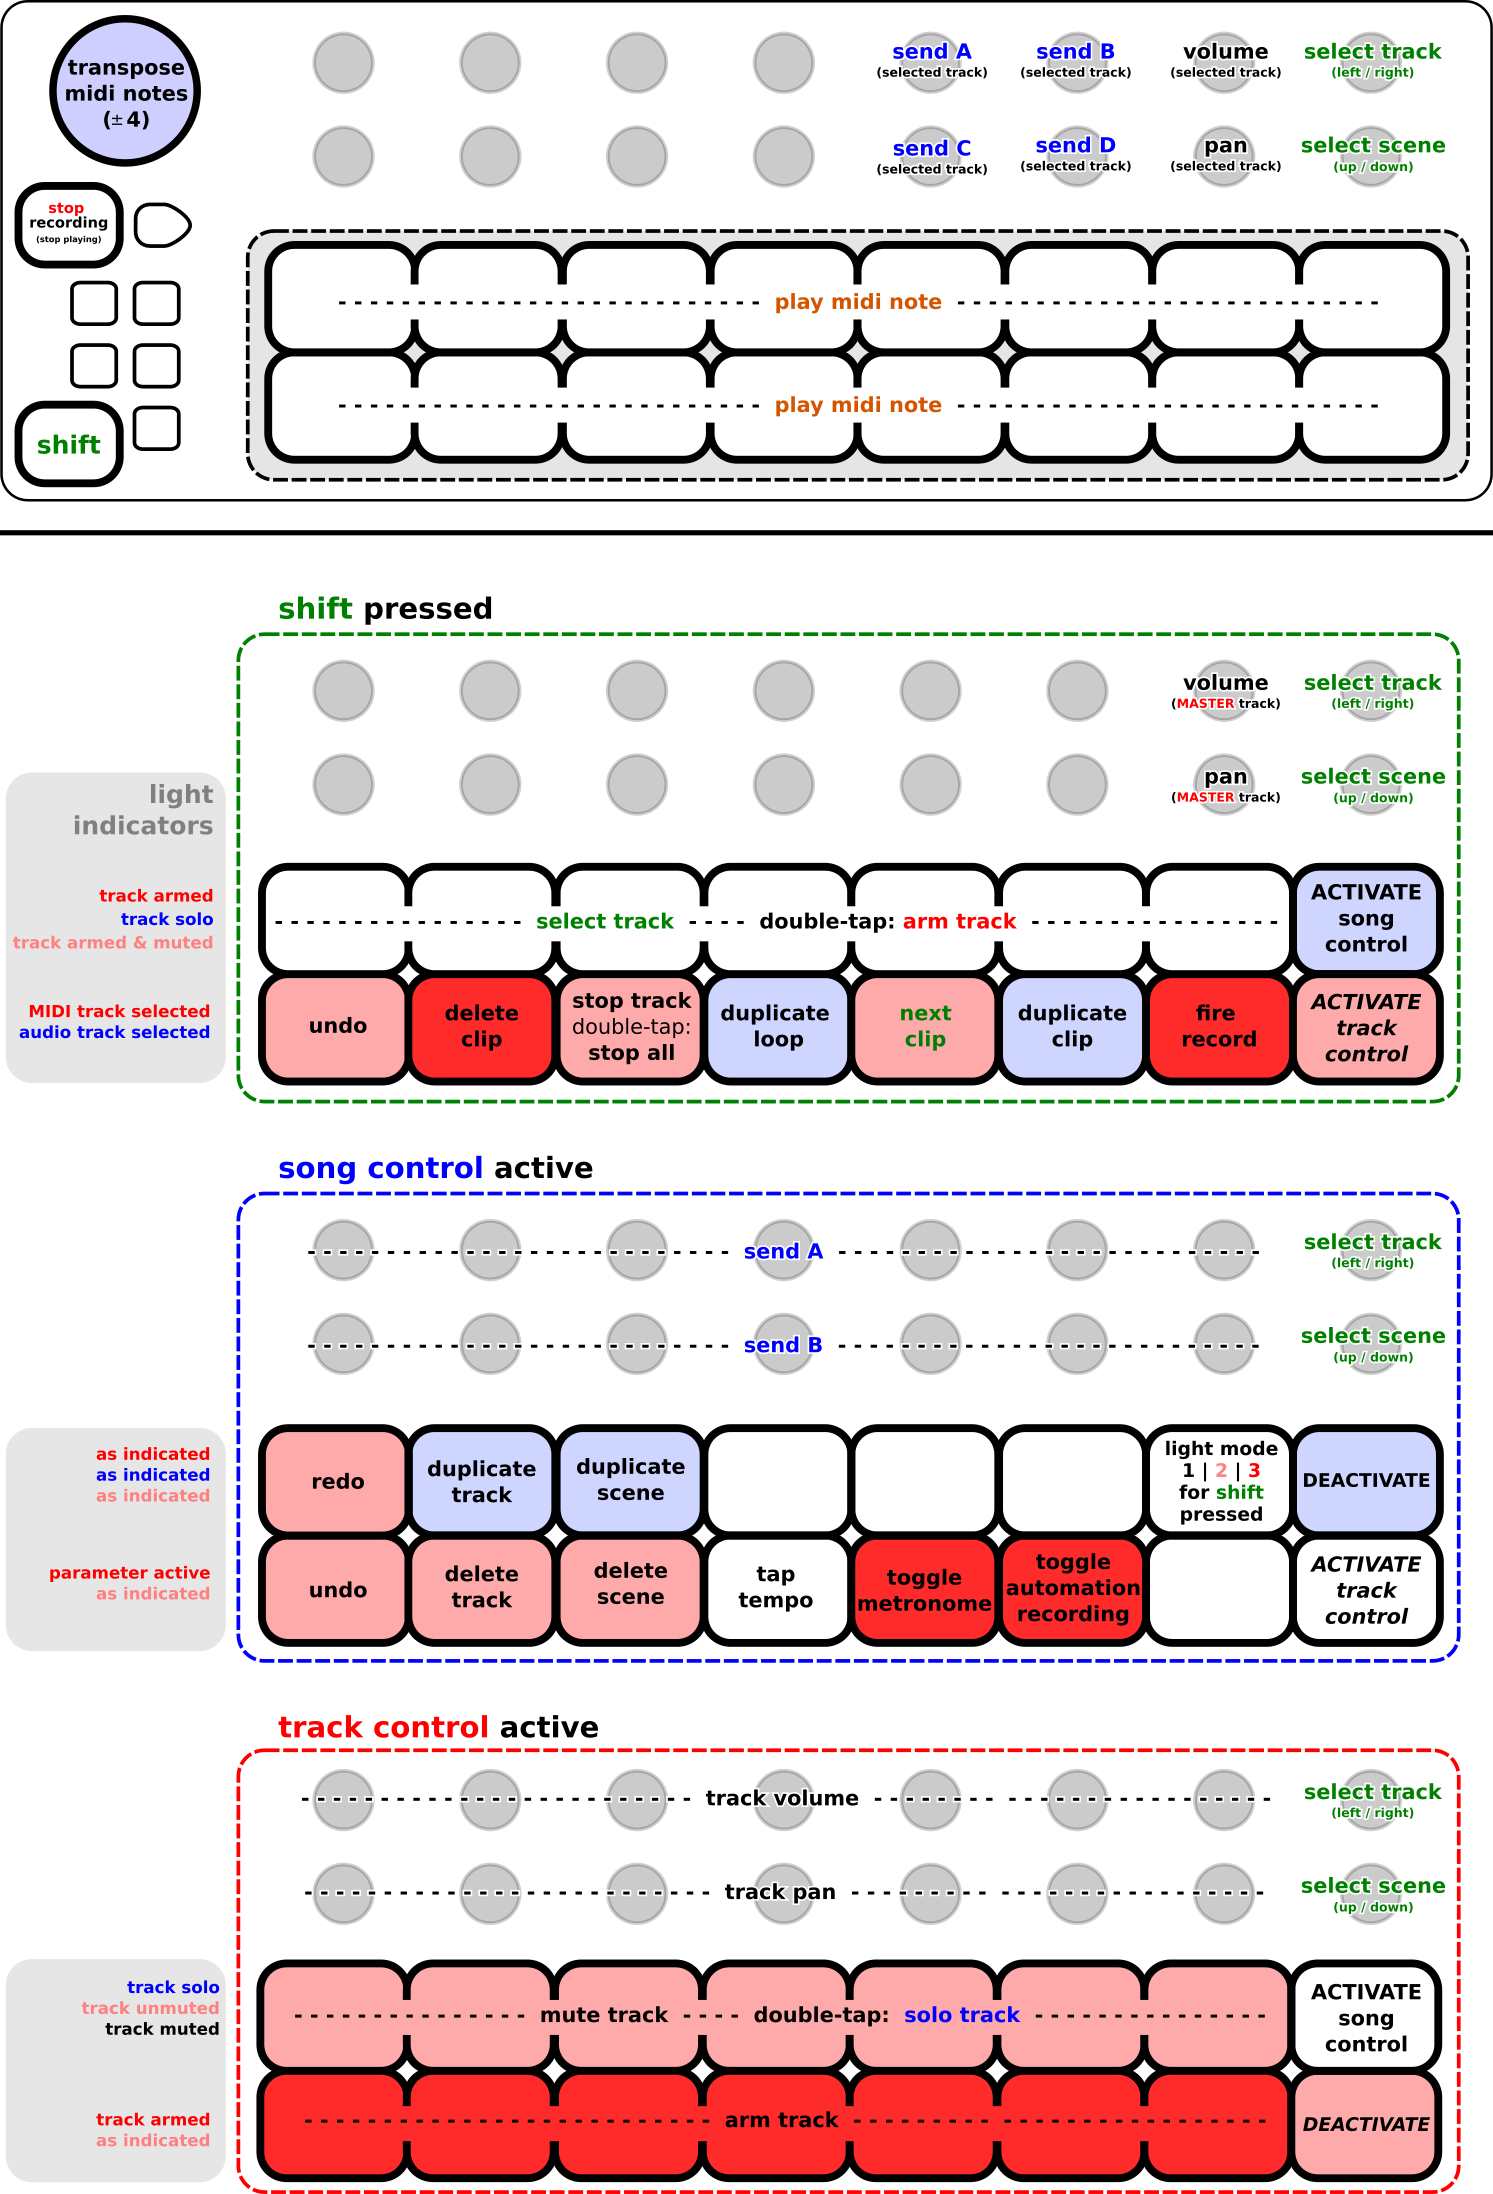 transpose
midi notes
(±4)
send A
(selected track)
send B
(selected track)
volume
(selected track)
select track
(left / right)
send C
(selected track)
send D
(selected track)
pan
(selected track)
select scene
(up / down)
stop
recording
(stop playing)
shift
play midi note
play midi note
shift pressed
volume
(MASTER track)
select track
(left / right)
pan
(MASTER track)
select scene
(up / down)
light
indicators
track armed
track solo
track armed & muted
MIDI track selected
audio track selected
select track
double-tap: arm track
ACTIVATE
song
control
undo
delete
clip
stop track
double-tap:
stop all
duplicate
loop
next
clip
duplicate
clip
fire
record
ACTIVATE
track
control
song control active
send A
select track
(left / right)
send B
select scene
(up / down)
as indicated
as indicated
as indicated
parameter active
as indicated
redo
duplicate
track
duplicate
scene
light mode
1 | 2 | 3
for shift
pressed
DEACTIVATE
undo
delete
track
delete
scene
tap
tempo
toggle
metronome
toggle
automation
recording
ACTIVATE
track
control
track control active
track volume
select track
(left / right)
track pan
select scene
(up / down)
track solo
track unmuted
track muted
track armed
as indicated
mute track
double-tap: solo track
ACTIVATE
song
control
arm track
DEACTIVATE